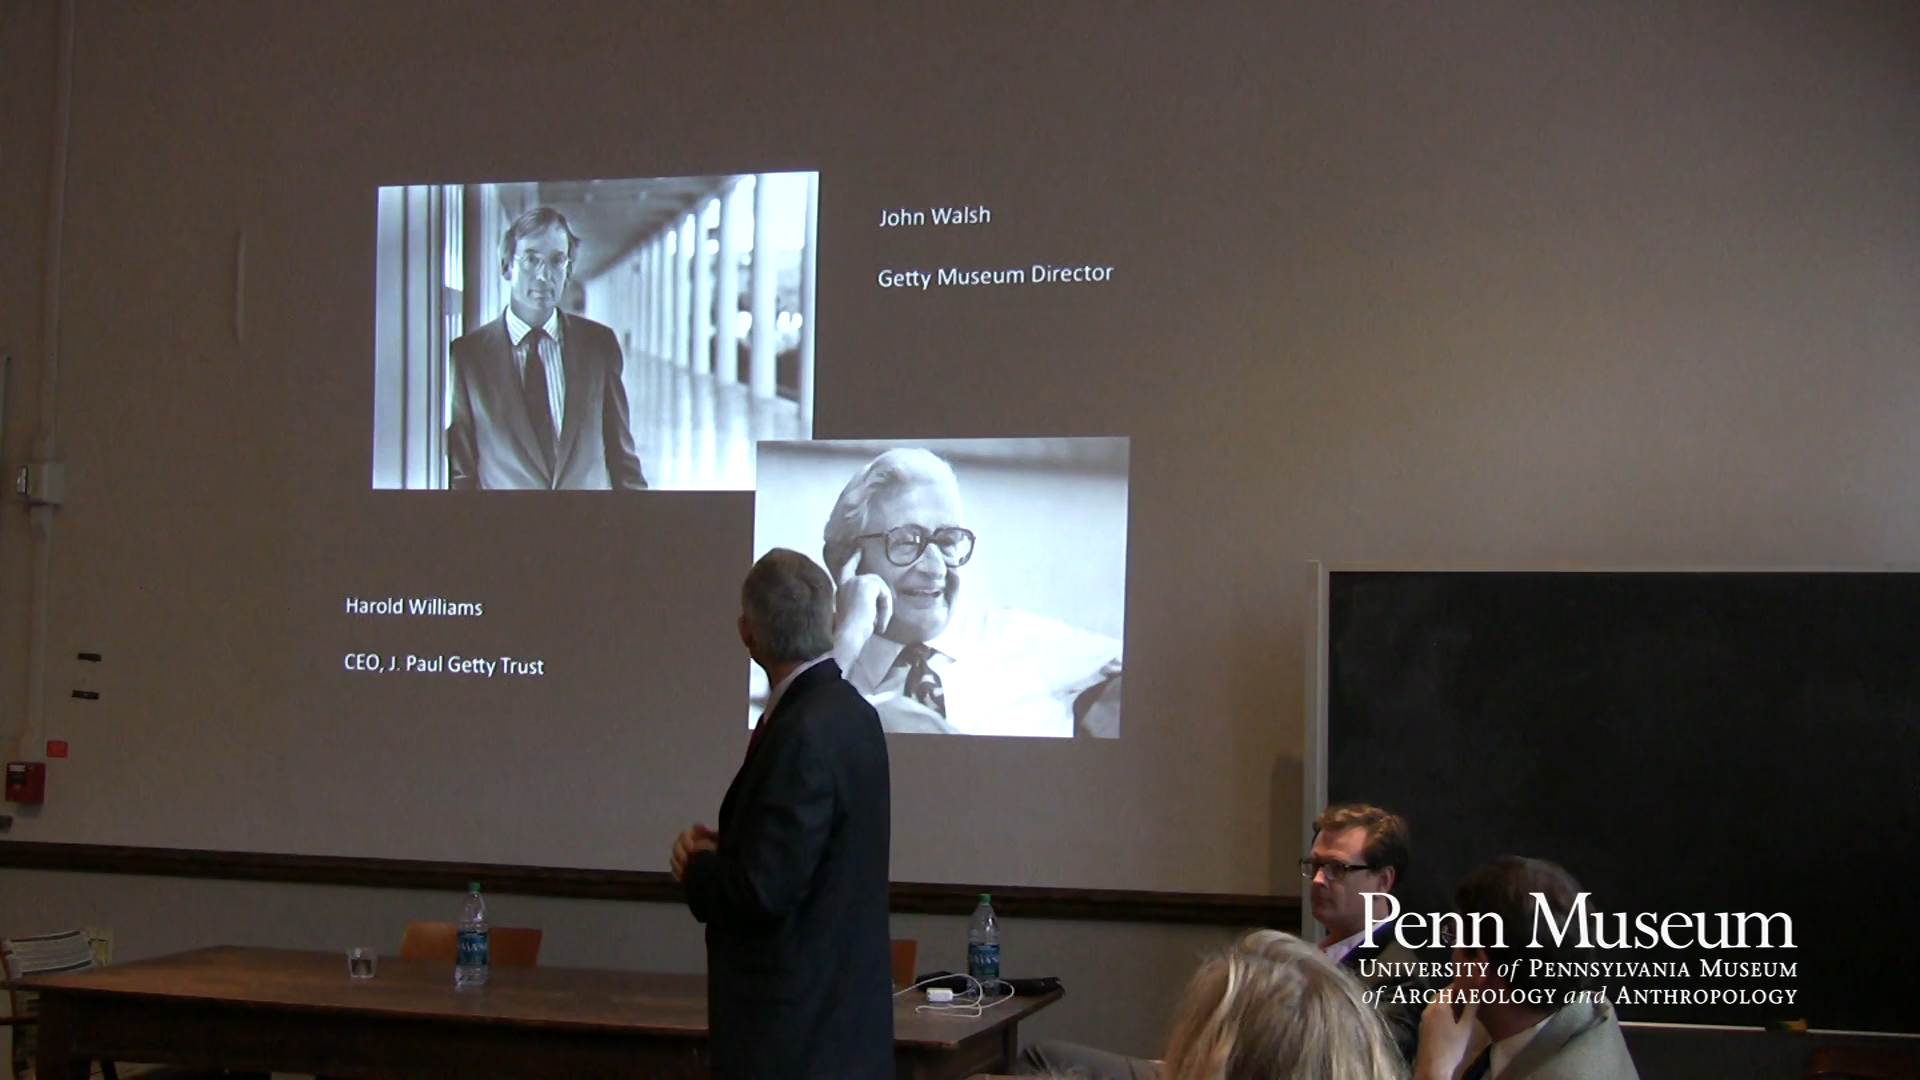 John Walsh
Getty Museum Director
Harold Williams
CEO, J. Paul Getty Trust
Penn Museum
University of Pennsylvania Museum
of Archaeology and Anthropology